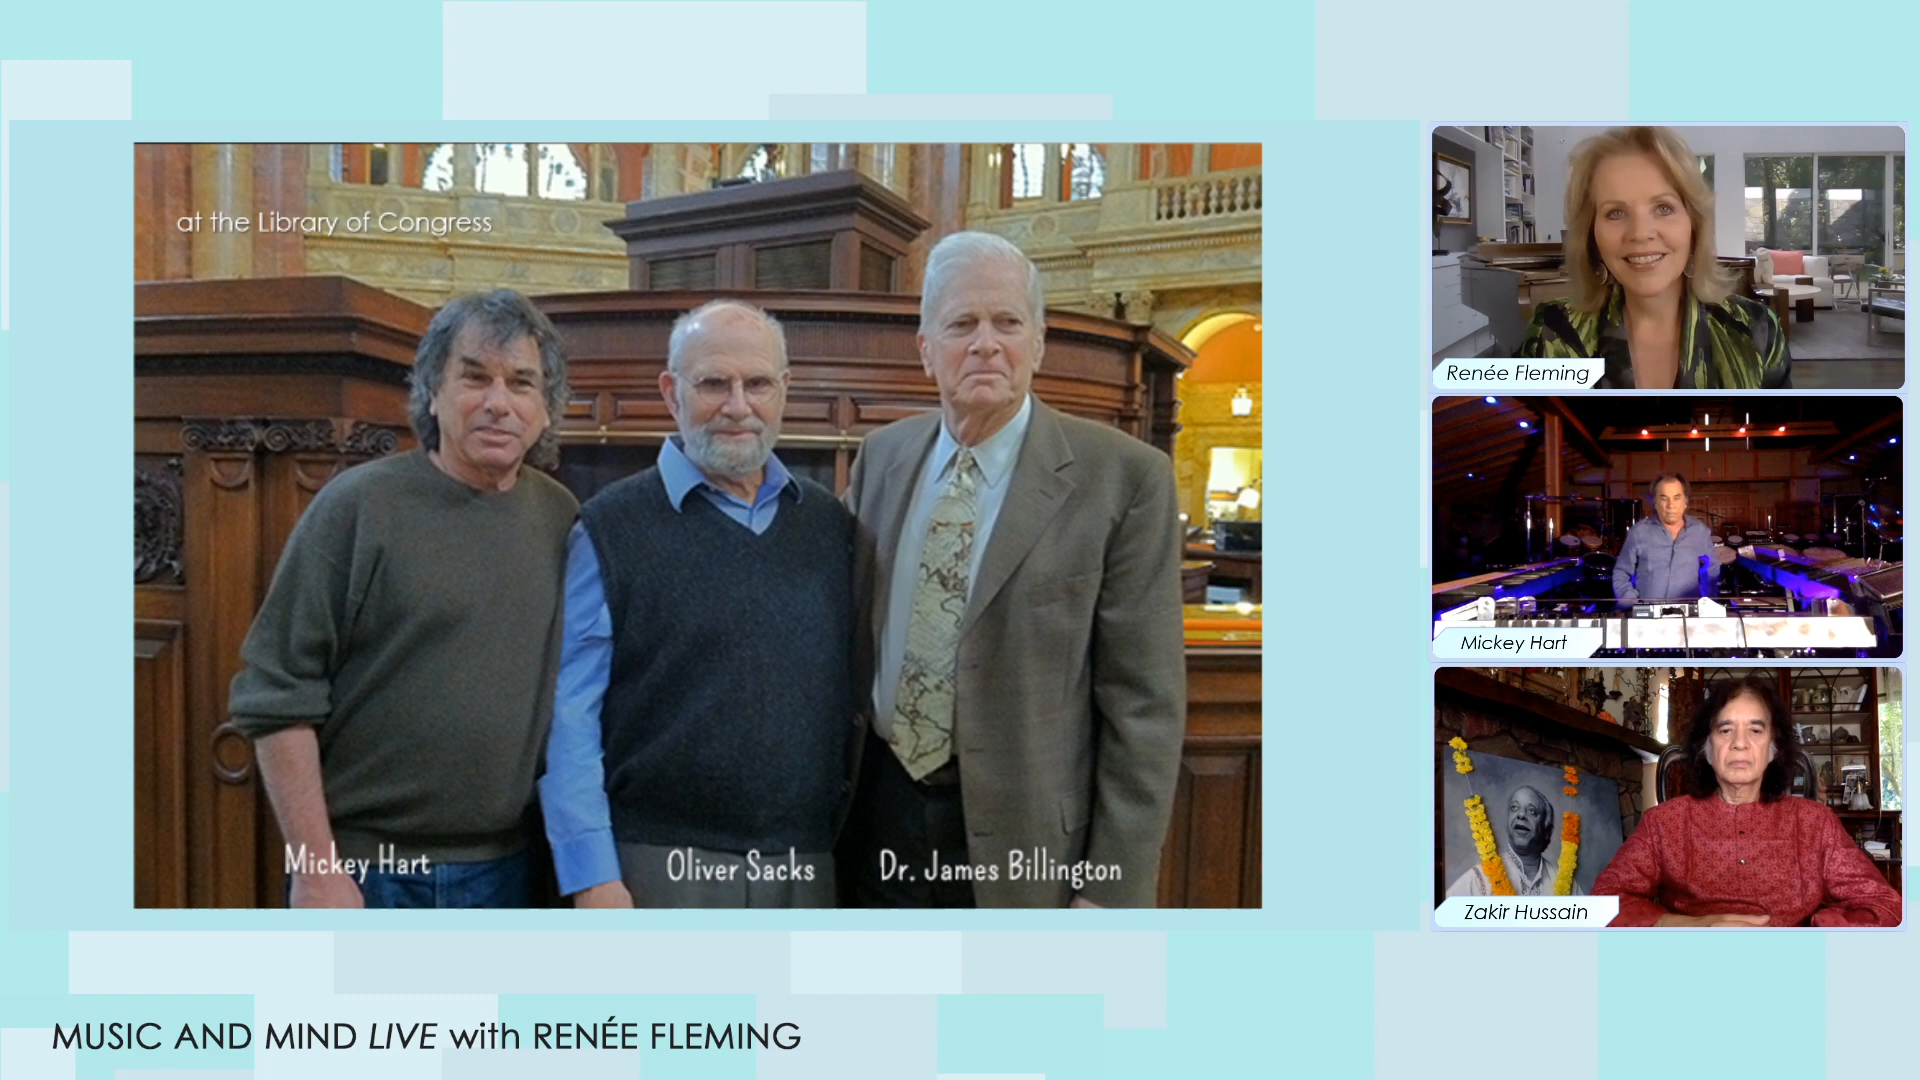 at the Library of Congress
Mickey Hart
Oliver Sacks
Dr. James Billington
Renée Fleming
Mickey Hart
Zakir Hussain
MUSIC AND MIND LIVE with RENÉE FLEMING